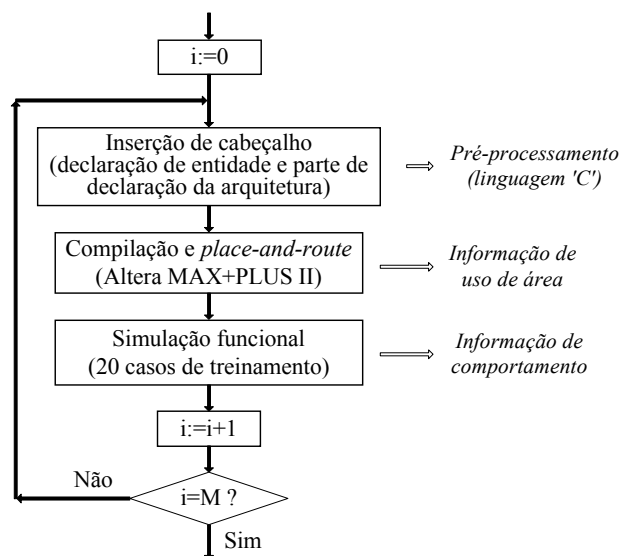 i:=0
Inserção de cabeçalho
(declaração de entidade e parte de
declaração da arquitetura)
Pré-processamento
(linguagem 'C')
Compilação e place-and-route
(Altera MAX+PLUS II)
Informação de
uso de área
Simulação funcional
(20 casos de treinamento)
Informação de
comportamento
i:=i+1
Não
i=M ?
Sim